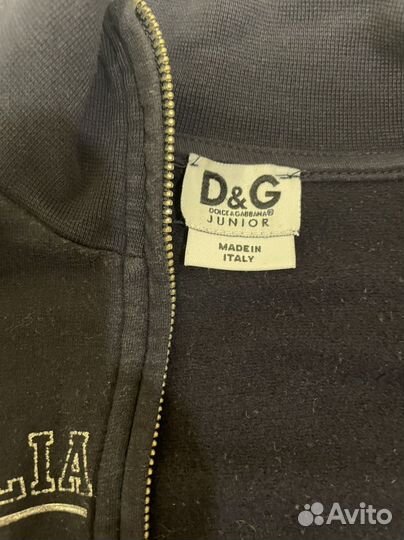 D&G
DOLCE & GABBANA®
JUNIOR
MADE IN
ITALY
LIA
Avito